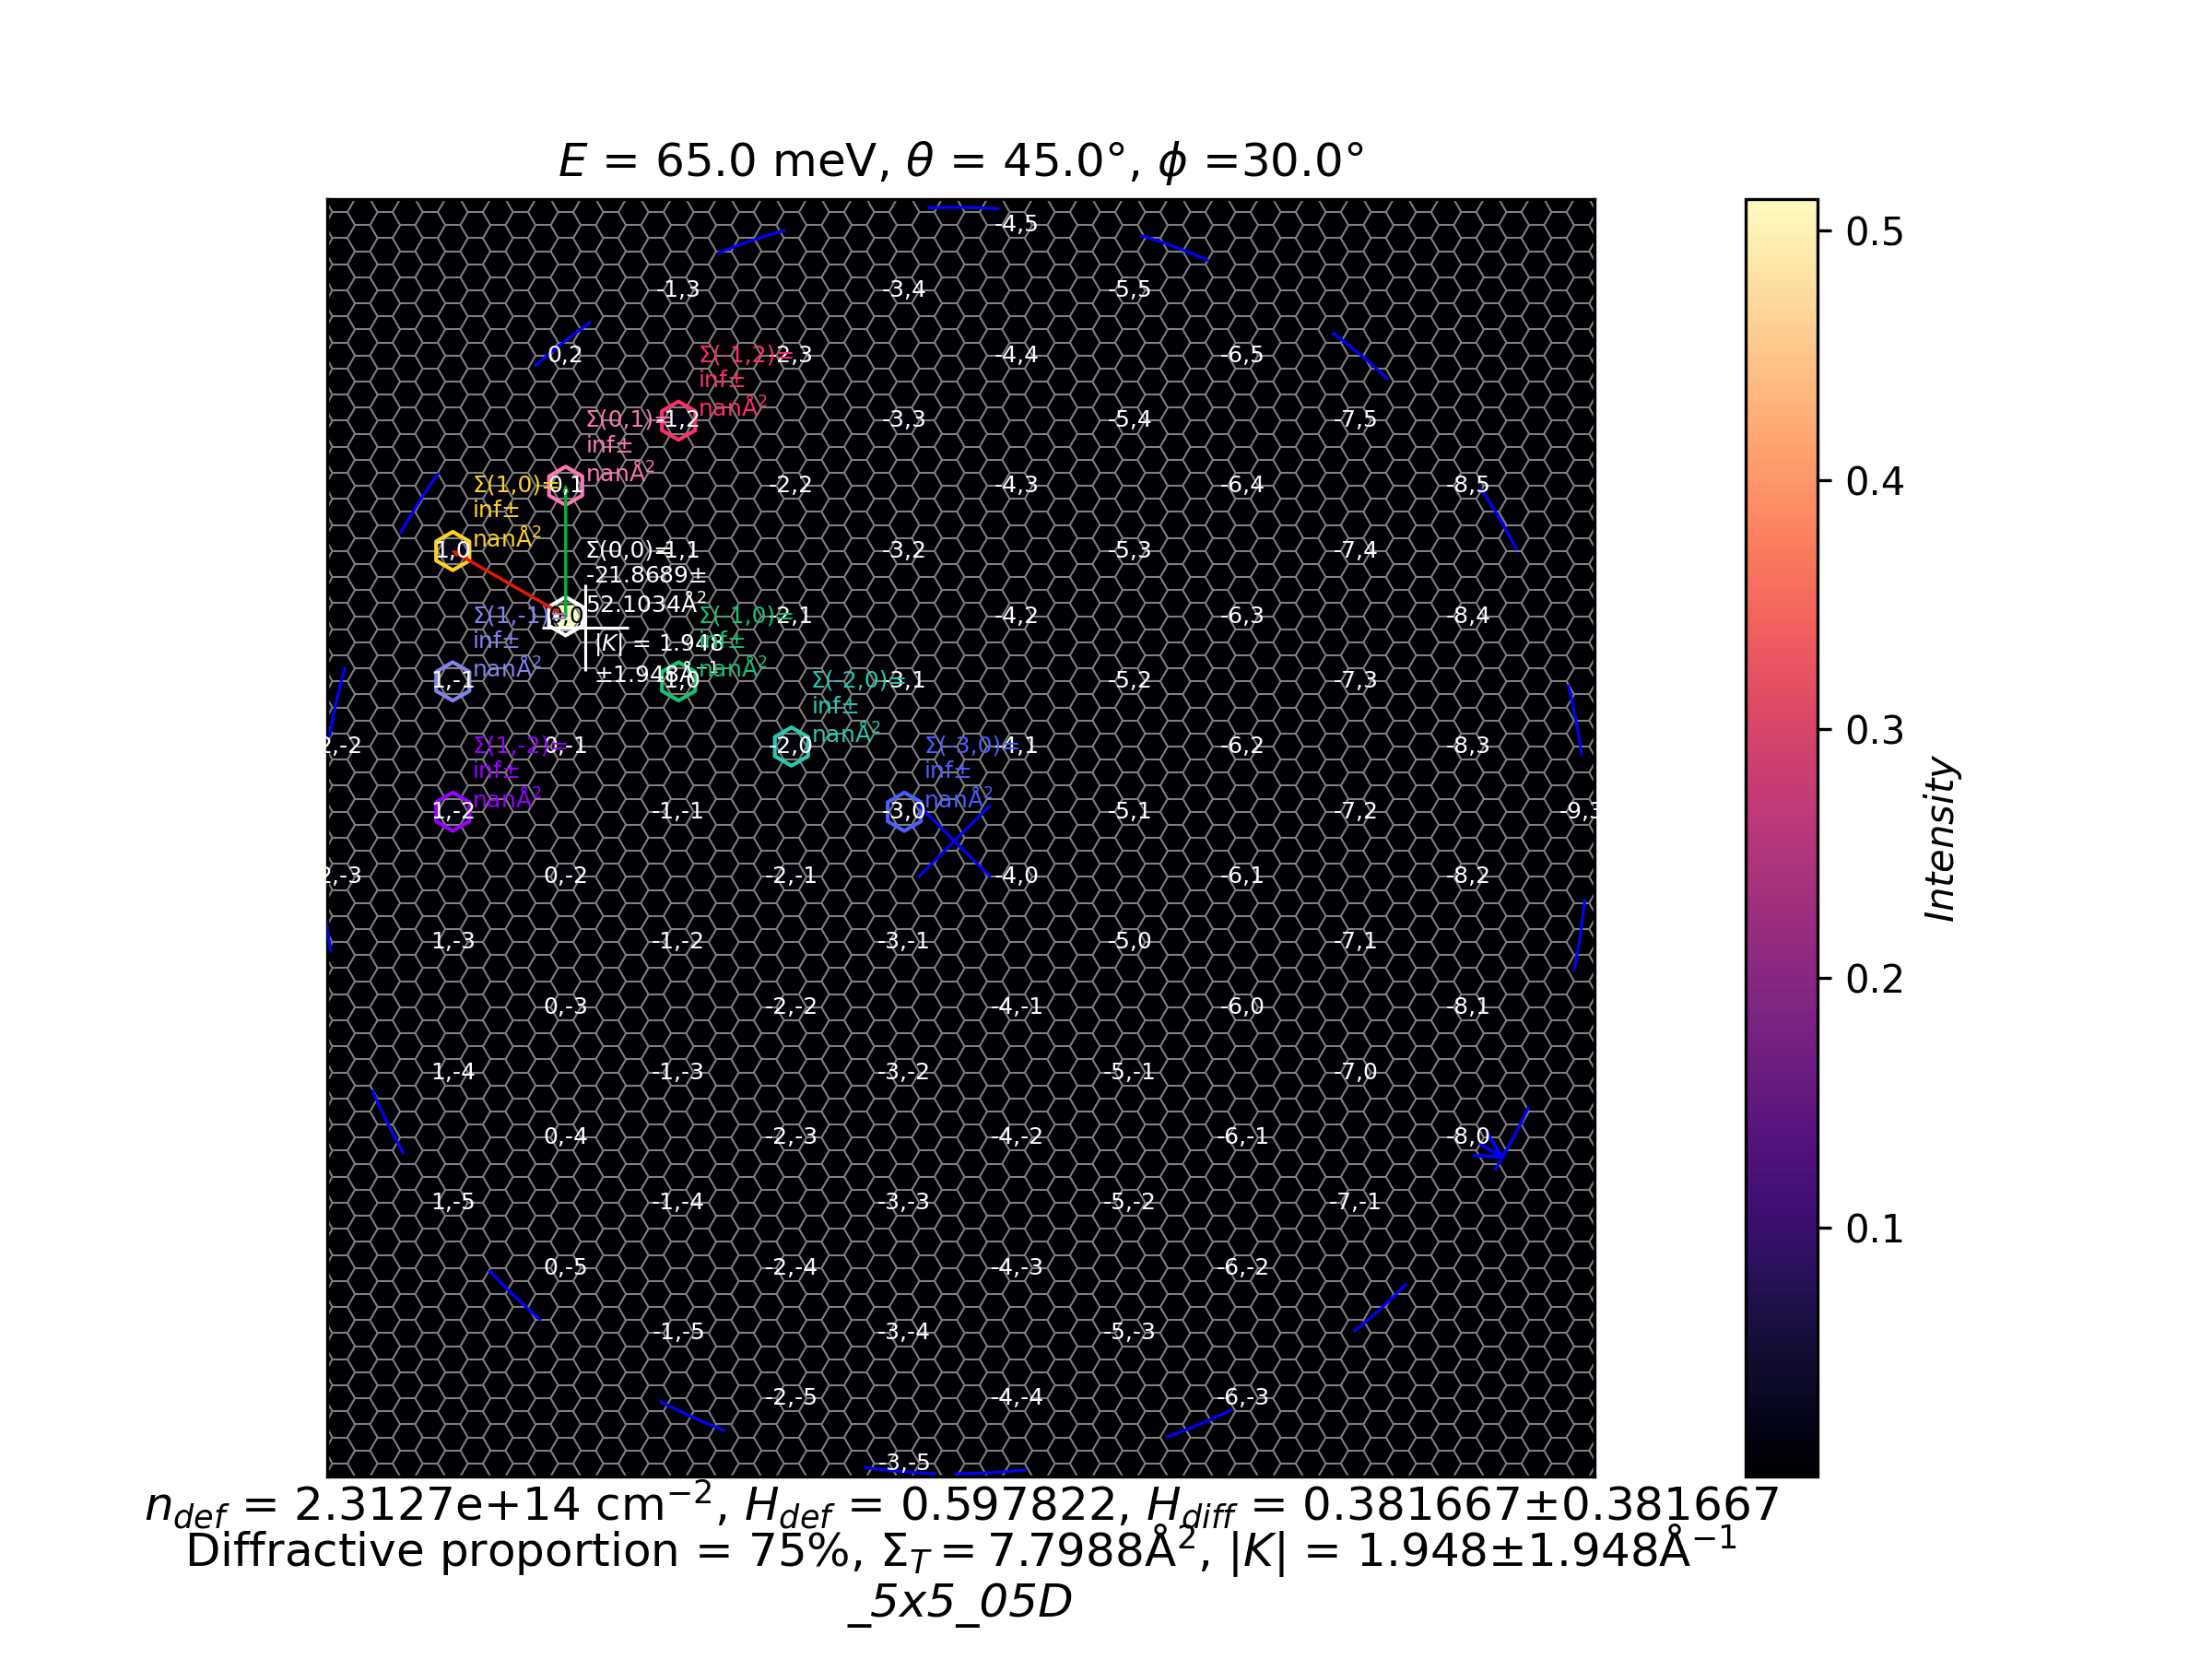 E = 65.0 meV, θ = 45.0°, ϕ =30.0°
-4,5
-1,3 -3,4 -5,5
0,2 Σ(-1,2)= -2,3 -4,4 -6,5
inf±
nanÅ²
Σ(0,1)= -1,2 -3,3 -5,4 -7,5
inf±
nanÅ²
Σ(1,0)= 0,1 -2,2 -4,3 -6,4 -8,5
inf±
nanÅ²
1,0 Σ(0,0)= -1,1 -3,2 -5,3 -7,4
-21.8689±
52.1034Å²
Σ(1,-1)= 0,0 Σ(-1,0)= -2,1 -4,2 -6,3 -8,4
inf± |K| = 1.948 inf±
nanÅ² ±1.948Å⁻¹ nanÅ²
1,-1 -1,0 Σ(-2,0)= -3,1 -5,2 -7,3
inf±
nanÅ²
2,-2 Σ(1,-2)= 0,-1 -2,0 Σ(-3,0)= -4,1 -6,2 -8,3
inf± inf±
nanÅ² nanÅ²
1,-2 -1,-1 -3,0 -5,1 -7,2 -9,3
2,-3 0,-2 -2,-1 -4,0 -6,1 -8,2
1,-3 -1,-2 -3,-1 -5,0 -7,1
0,-3 -2,-2 -4,-1 -6,0 -8,1
1,-4 -1,-3 -3,-2 -5,-1 -7,0
0,-4 -2,-3 -4,-2 -6,-1 -8,0
1,-5 -1,-4 -3,-3 -5,-2 -7,-1
0,-5 -2,-4 -4,-3 -6,-2
-1,-5 -3,-4 -5,-3
-2,-5 -4,-4 -6,-3
-3,-5
0.5
0.4
0.3
0.2
0.1
Intensity
n_def = 2.3127e+14 cm⁻², H_def = 0.597822, H_diff = 0.381667±0.381667
Diffractive proportion = 75%, Σ_T = 7.7988Å², |K| = 1.948±1.948Å⁻¹
_5x5_05D